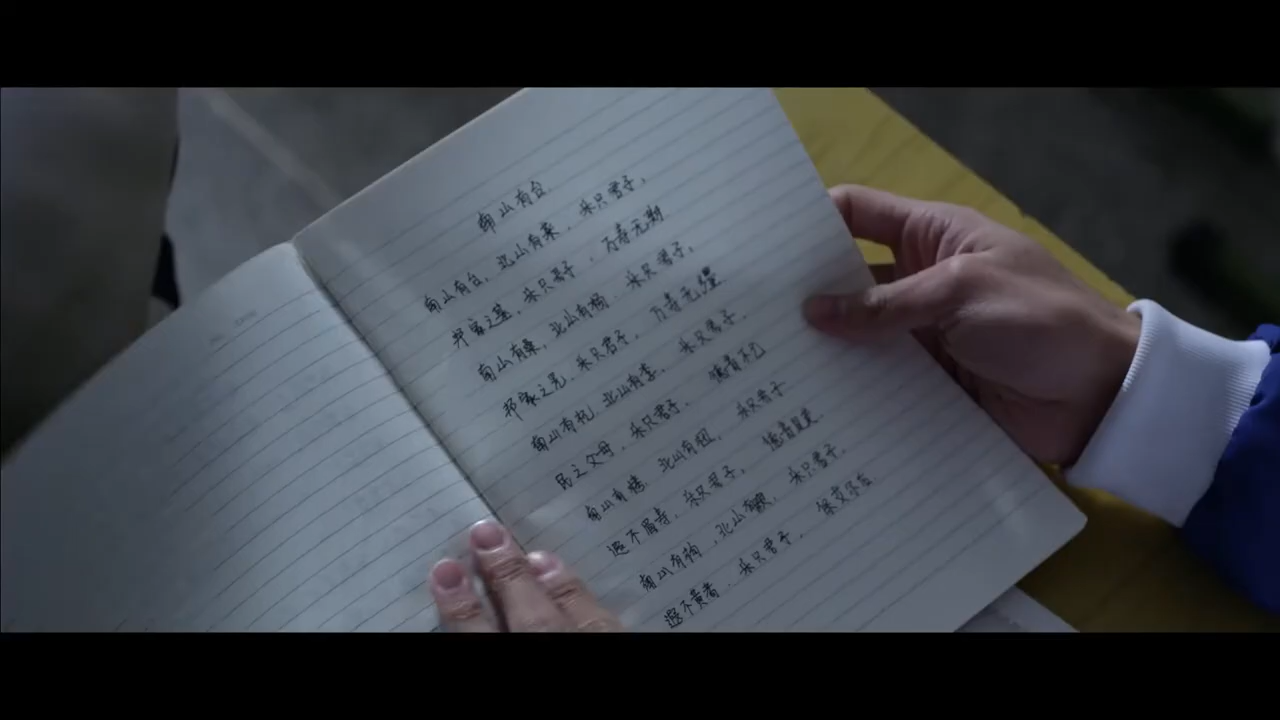 南山有台
南山有台，北山有莱，乐只君子，
邦家之基，乐只君子，万寿无期
南山有桑，北山有杨，乐只君子，
邦家之光，乐只君子，万寿无疆
南山有杞，北山有李，乐只君子，
民之父母，乐只君子，德音不已
南山有栲，北山有杻，乐只君子
遐不眉寿，乐只君子，德音是茂
南山有枸，北山有楰，乐只君子，
遐不黄耇，乐只君子，保艾尔后